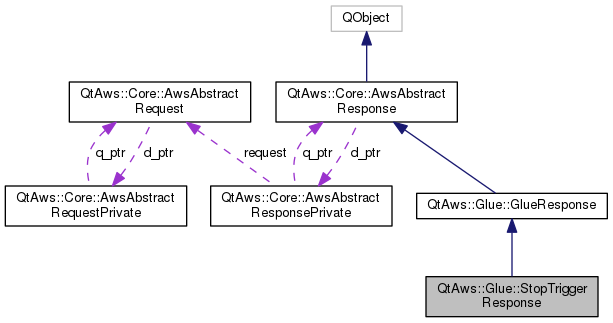 QObject
QtAws::Core::AwsAbstract
Request
QtAws::Core::AwsAbstract
Response
q_ptr
d_ptr
request
q_ptr
d_ptr
QtAws::Core::AwsAbstract
RequestPrivate
QtAws::Core::AwsAbstract
ResponsePrivate
QtAws::Glue::GlueResponse
QtAws::Glue::StopTrigger
Response